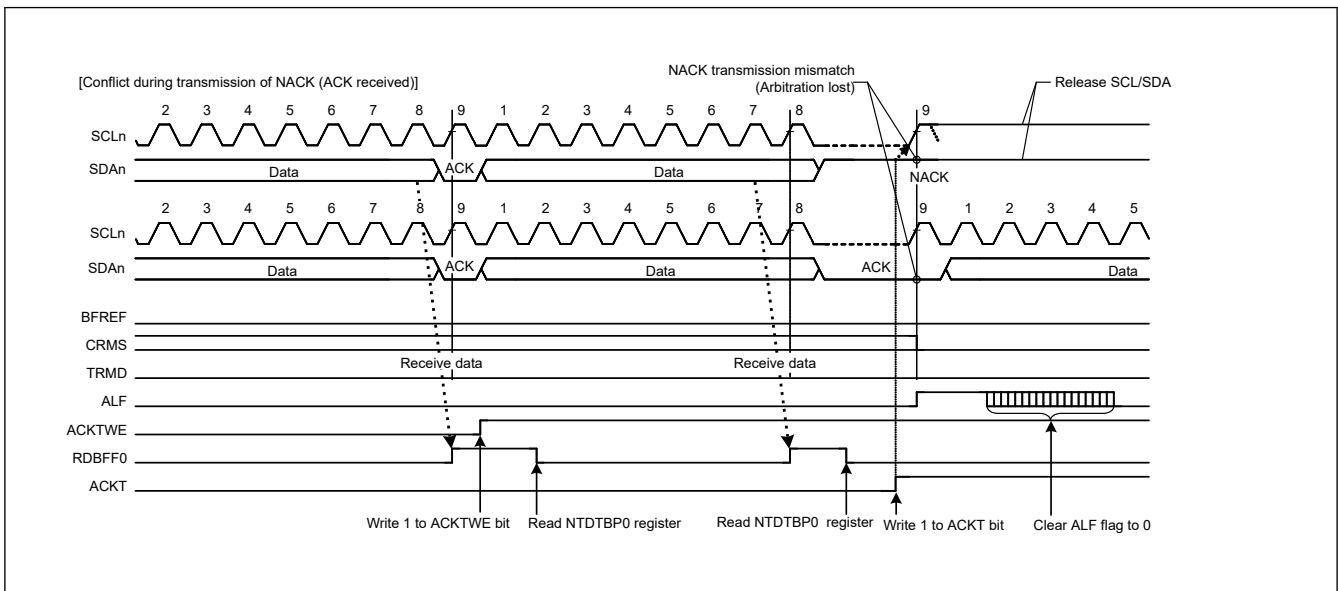 [Conflict during transmission of NACK (ACK received)]
NACK transmission mismatch
(Arbitration lost)
Release SCL/SDA
2 3 4 5 6 7 8 9 1 2 3 4 5 6 7 8 9
SCLn
SDAn
Data ACK Data NACK
2 3 4 5 6 7 8 9 1 2 3 4 5 6 7 8 9 1 2 3 4 5
SCLn
SDAn
Data ACK Data ACK Data
BFREF
CRMS
Receive data Receive data
TRMD
ALF
ACKTWE
RDBFF0
ACKT
Write 1 to ACKTWE bit Read NTDTBP0 register Read NTDTBP0 register Write 1 to ACKT bit Clear ALF flag to 0